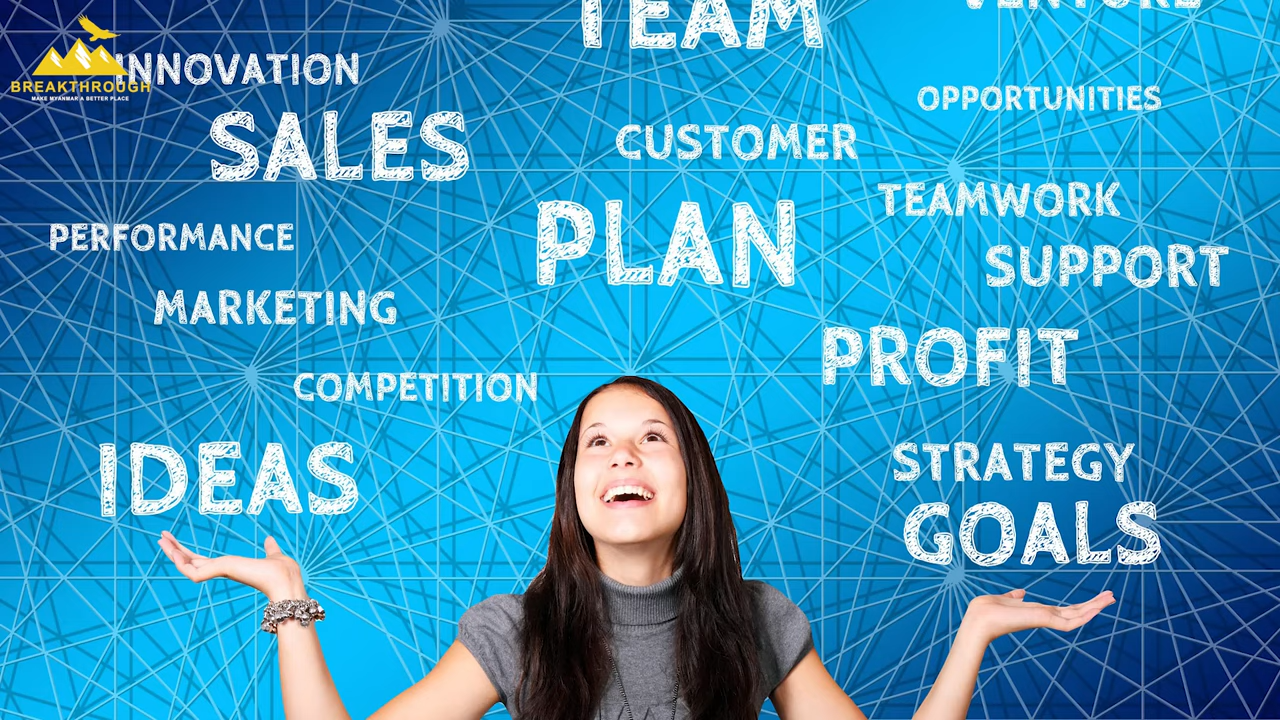 TEAM
VENTURE
INNOVATION
BREAKTHROUGH
MAKE MYANMAR A BETTER PLACE
SALES
CUSTOMER
OPPORTUNITIES
TEAMWORK
PERFORMANCE
PLAN
SUPPORT
MARKETING
PROFIT
COMPETITION
IDEAS
STRATEGY
GOALS